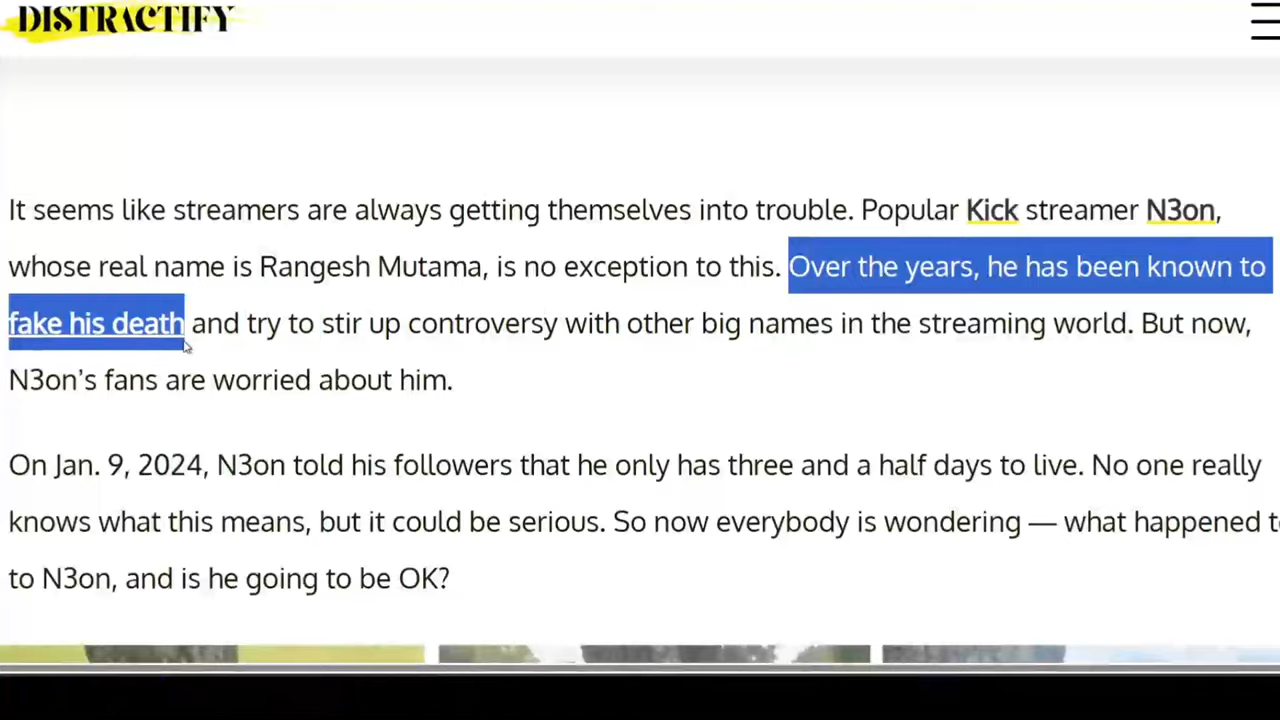 DISTRACTIFY
It seems like streamers are always getting themselves into trouble. Popular Kick streamer N3on,
whose real name is Rangesh Mutama, is no exception to this. Over the years, he has been known to
fake his death and try to stir up controversy with other big names in the streaming world. But now,
N3on’s fans are worried about him.
On Jan. 9, 2024, N3on told his followers that he only has three and a half days to live. No one really
knows what this means, but it could be serious. So now everybody is wondering — what happened
to N3on, and is he going to be OK?